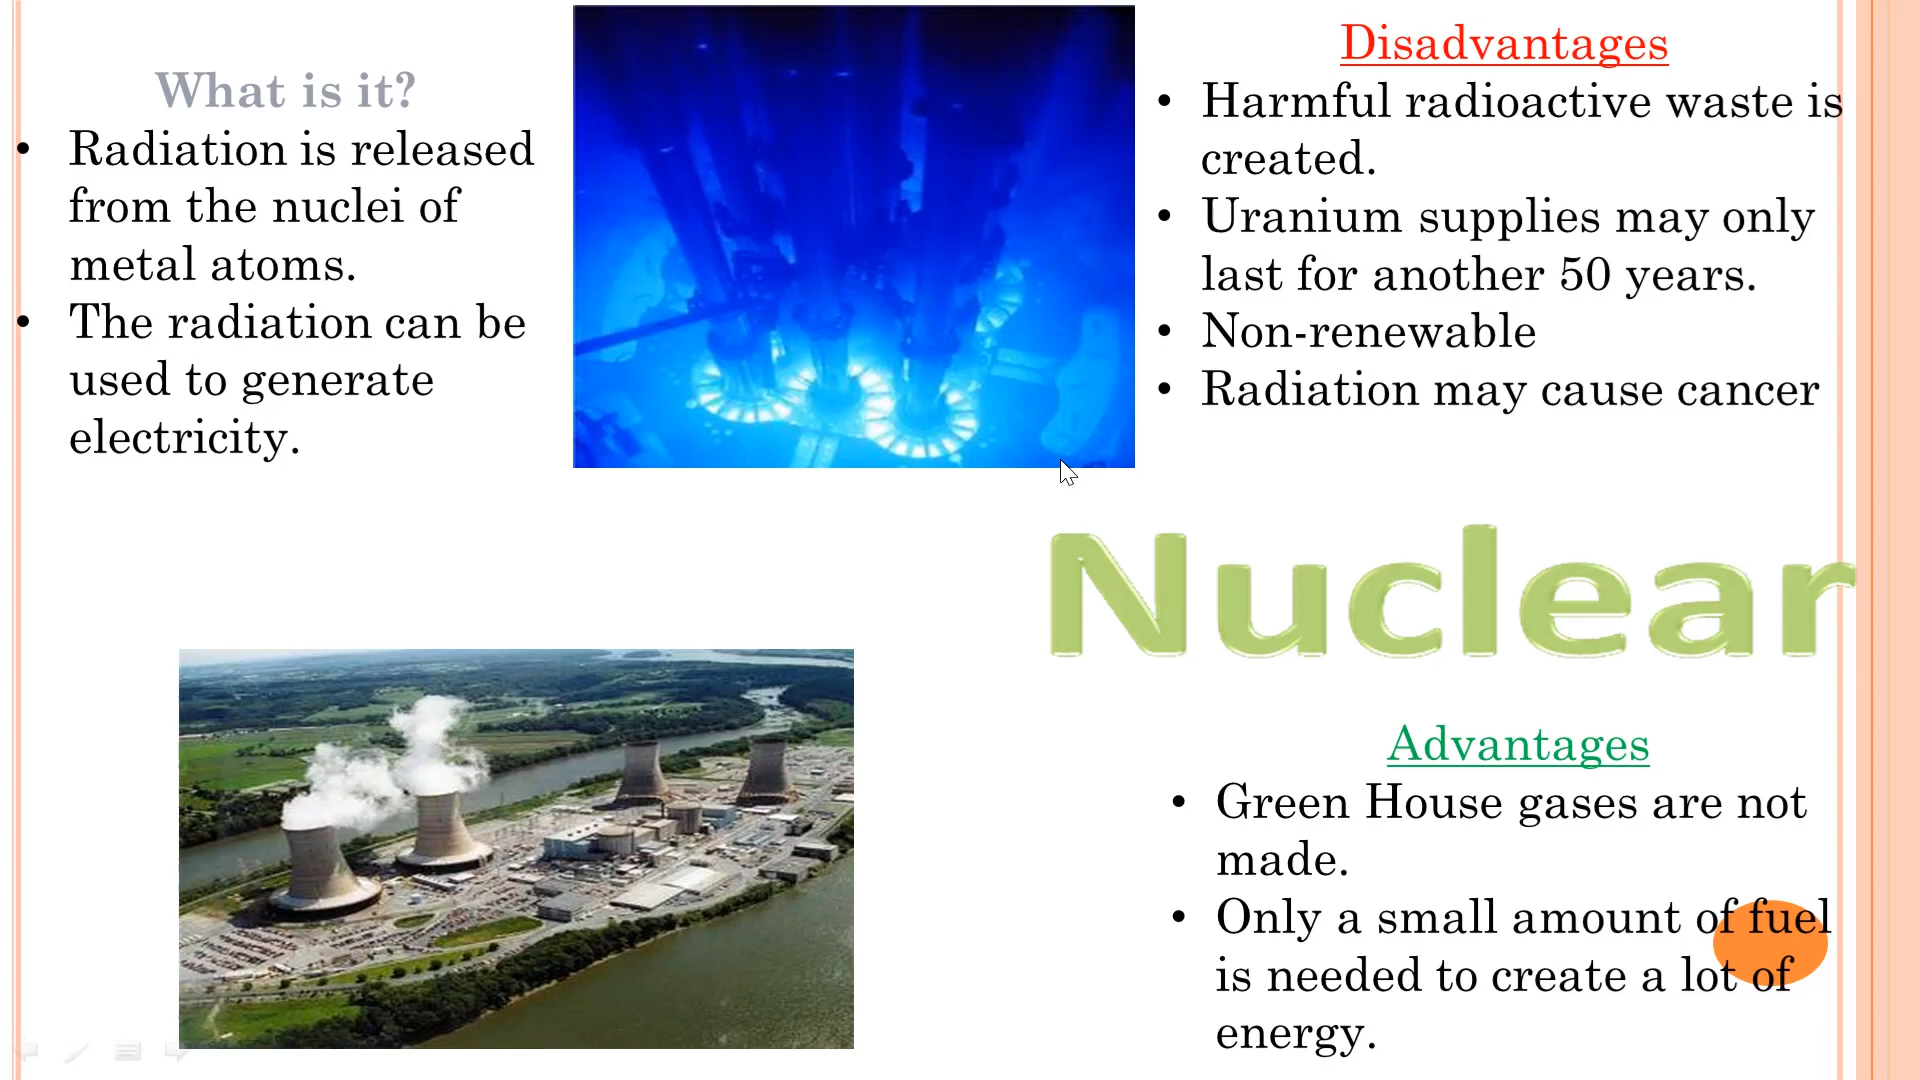 What is it?
• Radiation is released
from the nuclei of
metal atoms.
• The radiation can be
used to generate
electricity.
Disadvantages
• Harmful radioactive waste is
created.
• Uranium supplies may only
last for another 50 years.
• Non-renewable
• Radiation may cause cancer
Nuclear
Advantages
• Green House gases are not
made.
• Only a small amount of fuel
is needed to create a lot of
energy.